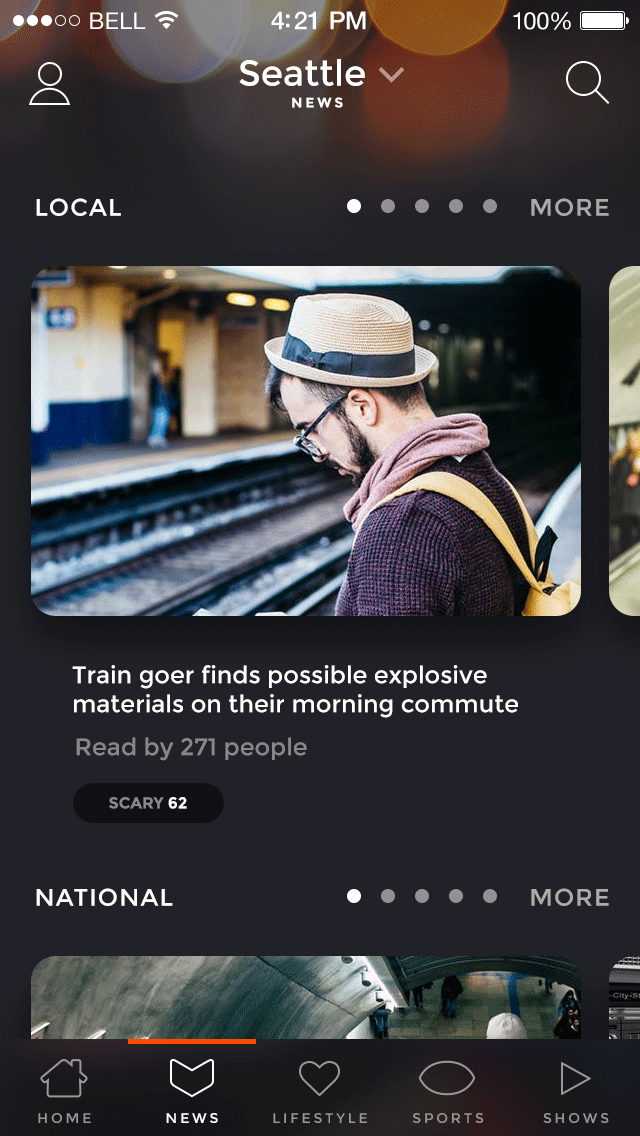 BELL 4:21 PM 100%
Seattle
NEWS
LOCAL MORE
Train goer finds possible explosive
materials on their morning commute
Read by 271 people
SCARY 62
NATIONAL MORE
HOME NEWS LIFESTYLE SPORTS SHOWS